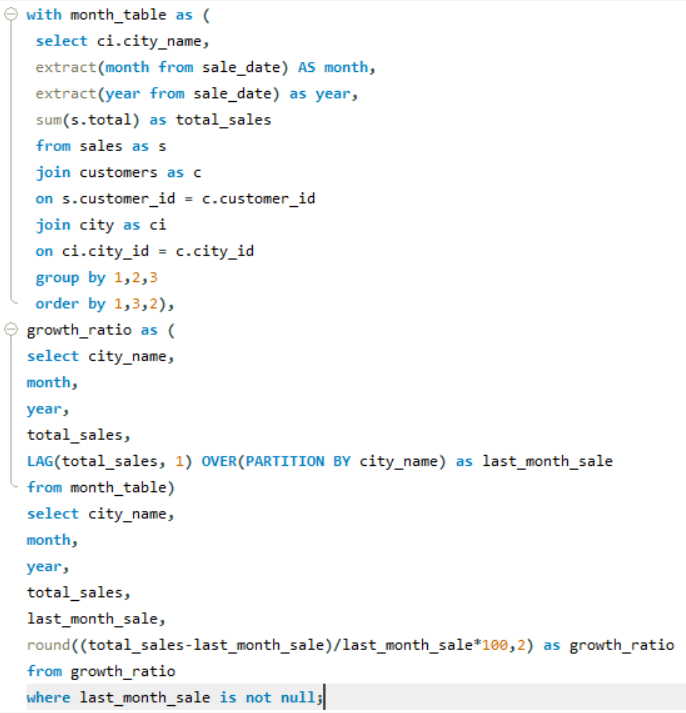 with month_table as (
select ci.city_name,
extract(month from sale_date) AS month,
extract(year from sale_date) as year,
sum(s.total) as total_sales
from sales as s
join customers as c
on s.customer_id = c.customer_id
join city as ci
on ci.city_id = c.city_id
group by 1,2,3
order by 1,3,2),
growth_ratio as (
select city_name,
month,
year,
total_sales,
LAG(total_sales, 1) OVER(PARTITION BY city_name) as last_month_sale
from month_table)
select city_name,
month,
year,
total_sales,
last_month_sale,
round((total_sales-last_month_sale)/last_month_sale*100,2) as growth_ratio
from growth_ratio
where last_month_sale is not null;